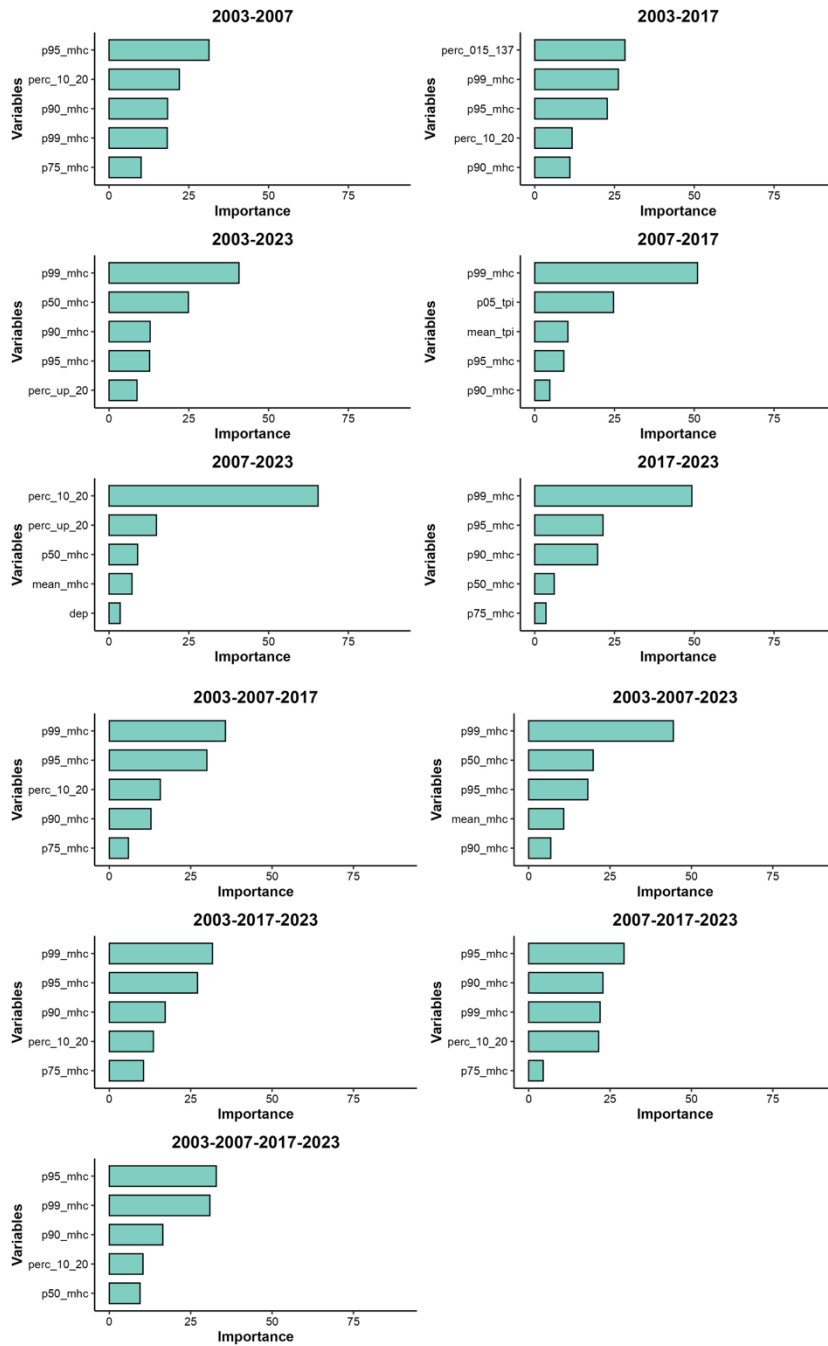 2003-2007
Variables
p95_mhc
perc_10_20
p90_mhc
p99_mhc
p75_mhc
0 25 50 75
Importance
2003-2017
Variables
perc_015_137
p99_mhc
p95_mhc
perc_10_20
p90_mhc
0 25 50 75
Importance
2003-2023
Variables
p99_mhc
p50_mhc
p90_mhc
p95_mhc
perc_up_20
0 25 50 75
Importance
2007-2017
Variables
p99_mhc
p05_tpi
mean_tpi
p95_mhc
p90_mhc
0 25 50 75
Importance
2007-2023
Variables
perc_10_20
perc_up_20
p50_mhc
mean_mhc
dep
0 25 50 75
Importance
2017-2023
Variables
p99_mhc
p95_mhc
p90_mhc
p50_mhc
p75_mhc
0 25 50 75
Importance
2003-2007-2017
Variables
p99_mhc
p95_mhc
perc_10_20
p90_mhc
p75_mhc
0 25 50 75
Importance
2003-2007-2023
Variables
p99_mhc
p50_mhc
p95_mhc
mean_mhc
p90_mhc
0 25 50 75
Importance
2003-2017-2023
Variables
p99_mhc
p95_mhc
p90_mhc
perc_10_20
p75_mhc
0 25 50 75
Importance
2007-2017-2023
Variables
p95_mhc
p90_mhc
p99_mhc
perc_10_20
p75_mhc
0 25 50 75
Importance
2003-2007-2017-2023
Variables
p95_mhc
p99_mhc
p90_mhc
perc_10_20
p50_mhc
0 25 50 75
Importance